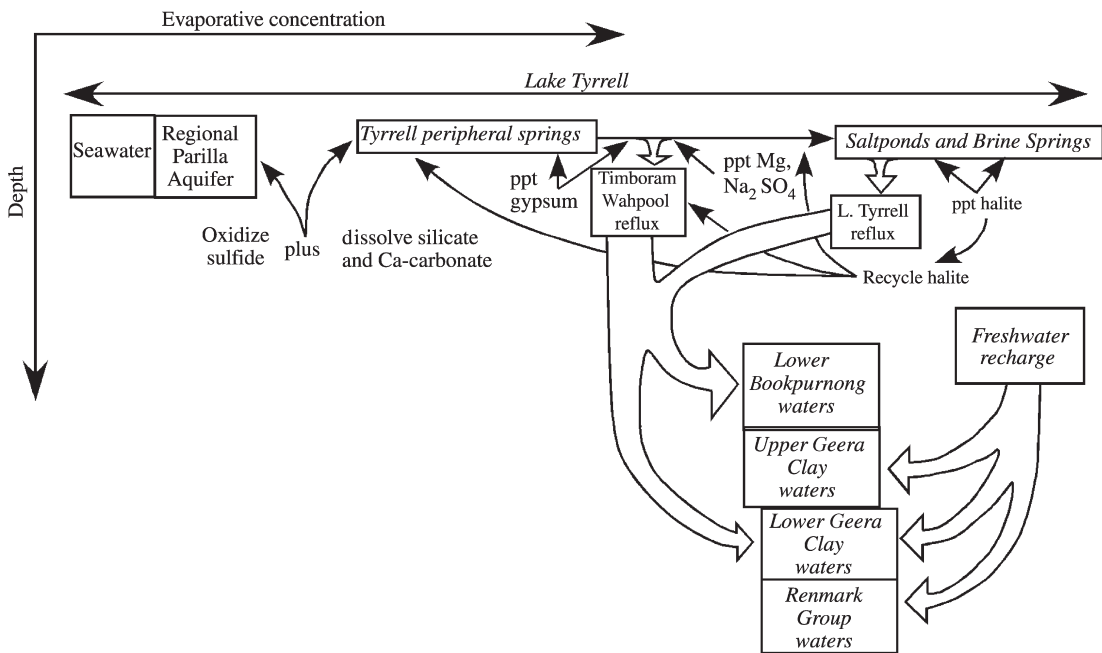 Evaporative concentration
Depth
Lake Tyrrell
Seawater
Regional
Parilla
Aquifer
Tyrrell peripheral springs
Saltponds and Brine Springs
ppt
gypsum
Timboram
Wahpool
reflux
ppt Mg,
Na2 SO4
L. Tyrrell
reflux
ppt halite
Oxidize
sulfide
plus
dissolve silicate
and Ca-carbonate
Recycle halite
Freshwater
recharge
Lower
Bookpurnong
waters
Upper Geera
Clay
waters
Lower Geera
Clay
waters
Renmark
Group
waters